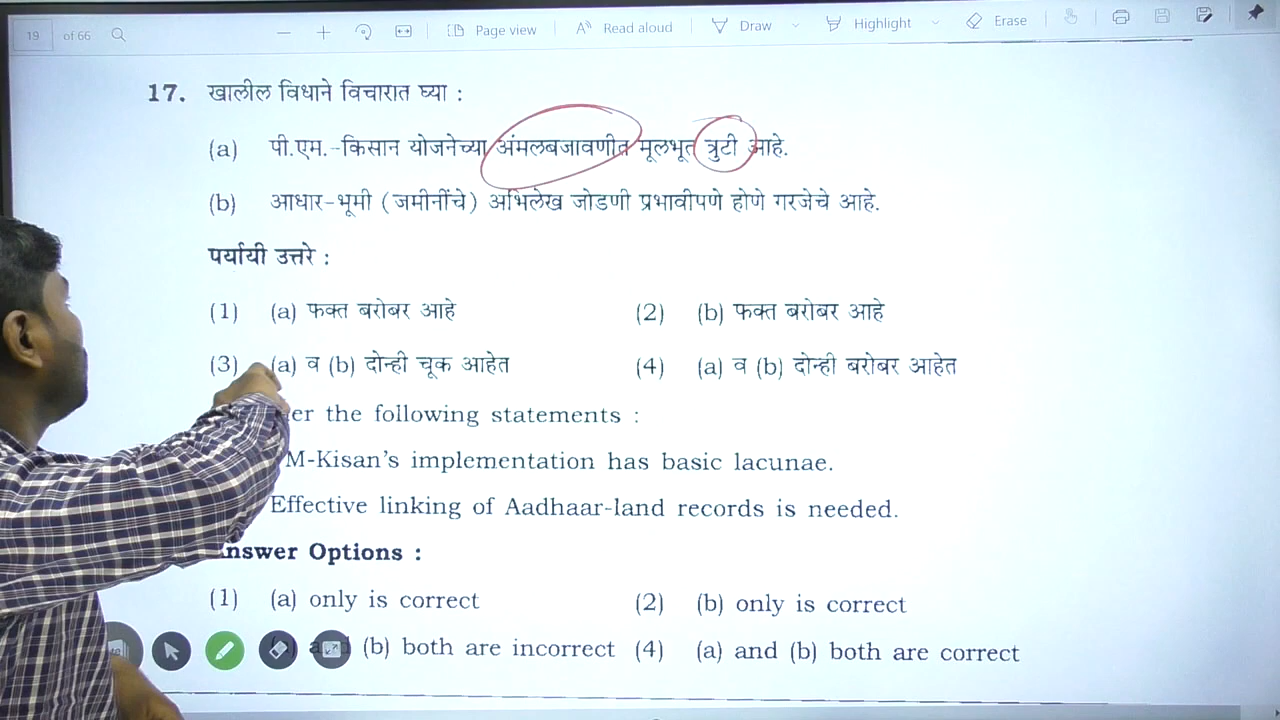 19 of 66 Page view Read aloud Draw Highlight Erase
17. खालील विधाने विचारात घ्या :
(a) पी.एम.-किसान योजनेच्या अंमलबजावणीत मूलभूत त्रुटी आहे.
(b) आधार-भूमी (जमीनींचे) अभिलेख जोडणी प्रभावीपणे होणे गरजेचे आहे.
पर्यायी उत्तरे :
(1) (a) फक्त बरोबर आहे (2) (b) फक्त बरोबर आहे
(3) (a) व (b) दोन्ही चूक आहेत (4) (a) व (b) दोन्ही बरोबर आहेत
the following statements :
M-Kisan's implementation has basic lacunae.
Effective linking of Aadhaar-land records is needed.
Answer Options :
(1) (a) only is correct (2) (b) only is correct
(b) both are incorrect (4) (a) and (b) both are correct